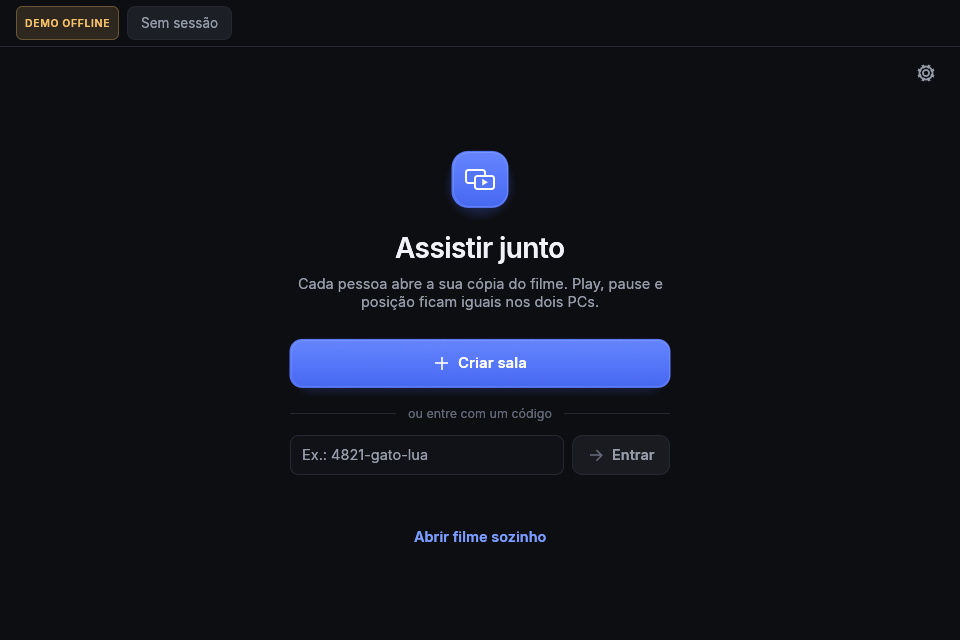 DEMO OFFLINE
Sem sessão
Assistir junto
Cada pessoa abre a sua cópia do filme. Play, pause e
posição ficam iguais nos dois PCs.
Criar sala
ou entre com um código
Ex.: 4821-gato-lua
Entrar
Abrir filme sozinho